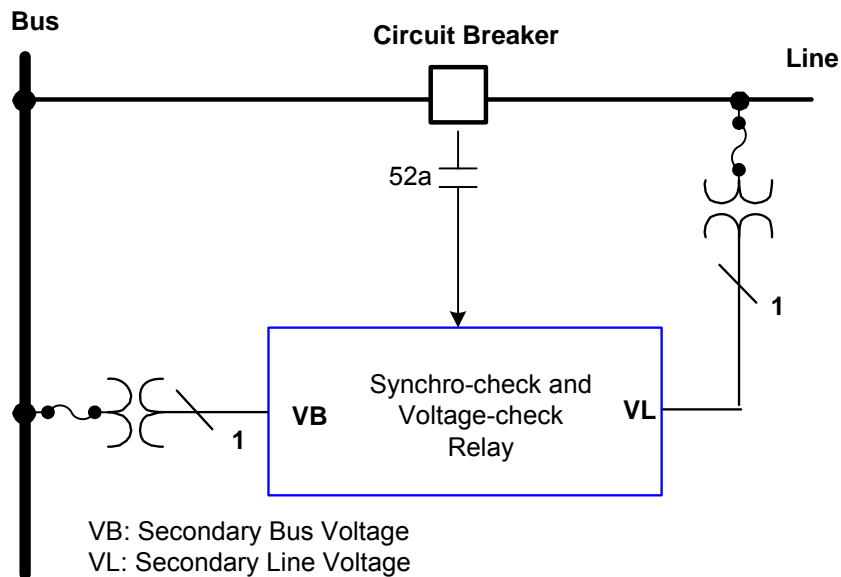 Bus
Circuit Breaker
Line
52a
1
Synchro-check and
Voltage-check
Relay
VB
VL
1
VB: Secondary Bus Voltage
VL: Secondary Line Voltage